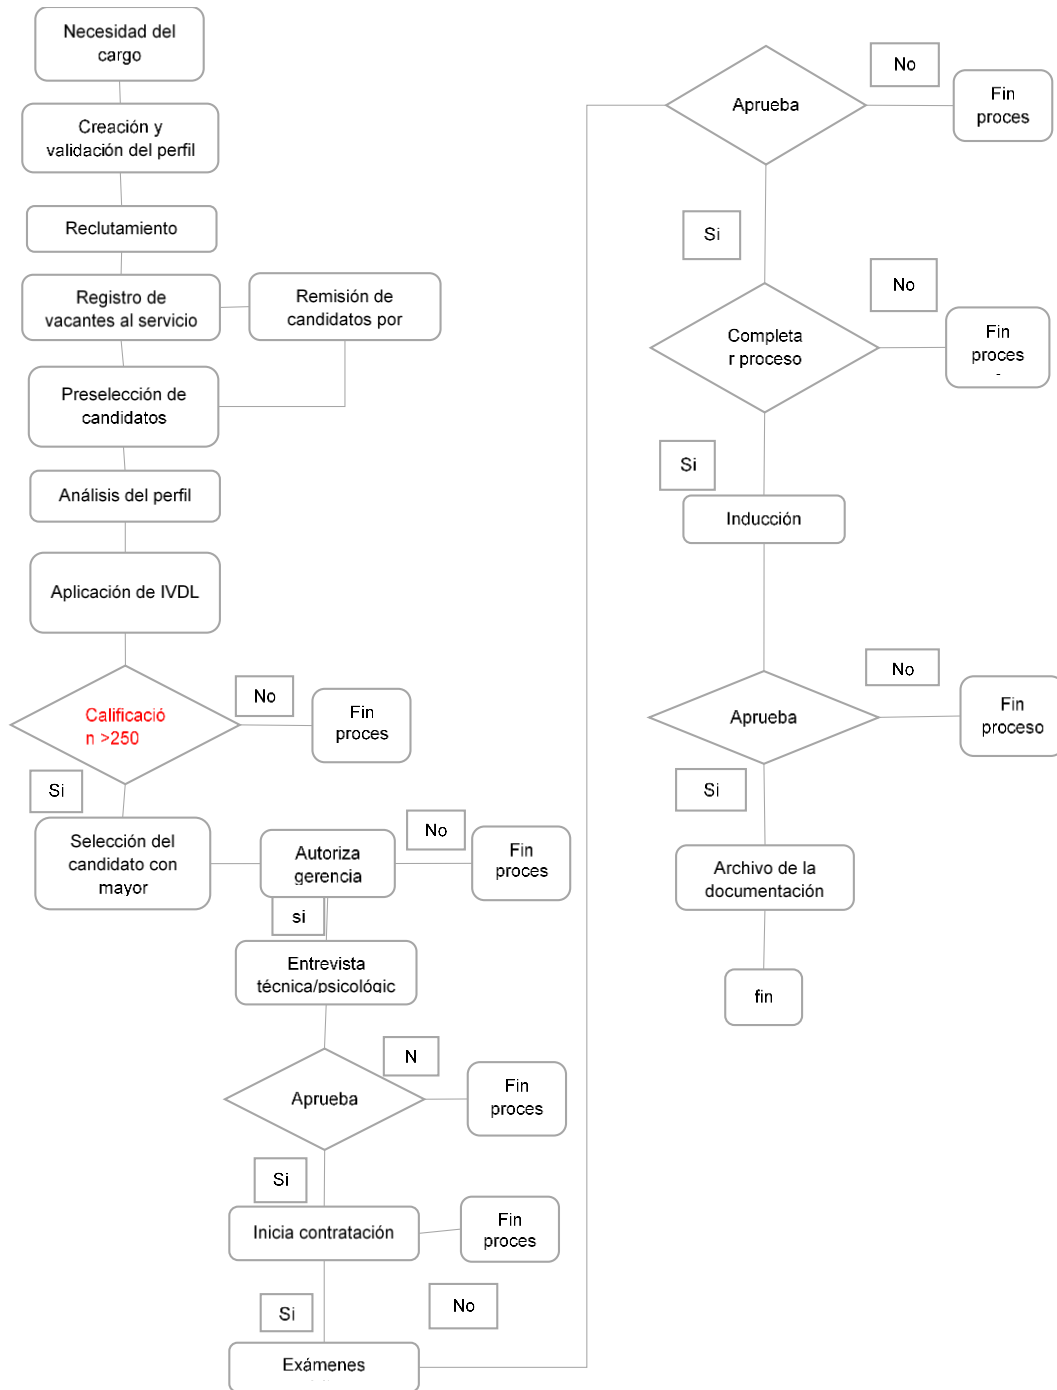 Necesidad del
cargo
Creación y
validación del perfil
Reclutamiento
Registro de
vacantes al servicio
Remisión de
candidatos por
Preselección de
candidatos
Análisis del perfil
Aplicación de IVDL
Calificació
n >250
No
Fin
proces
Si
Selección del
candidato con
mayor
Autoriza
gerencia
No
Fin
proces
si
Entrevista
técnica/psicológic
Aprueba
N
Fin
proces
Si
Inicia contratación
Fin
proces
Si
No
Exámenes
Aprueba
No
Fin
proces
Si
Completa
r proceso
No
Fin
proces
Si
Inducción
Aprueba
No
Fin
proceso
Si
Archivo de la
documentación
fin